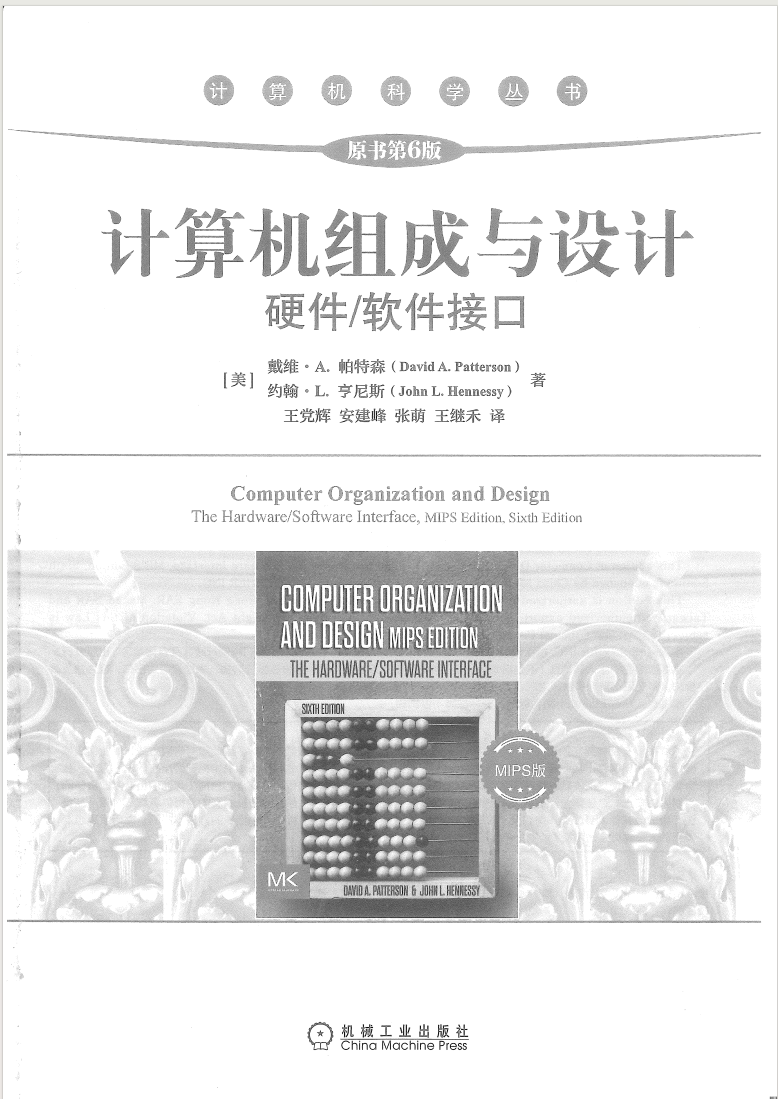 计算机科学丛书
原书第6版
计算机组成与设计
硬件/软件接口
[美] 戴维·A. 帕特森(David A. Patterson)
约翰·L. 亨尼斯(John L. Hennessy) 著
王党辉 安建峰 张萌 王继禾 译
Computer Organization and Design
The Hardware/Software Interface, MIPS Edition, Sixth Edition
COMPUTER ORGANIZATION
AND DESIGN MIPS EDITION
THE HARDWARE/SOFTWARE INTERFACE
SIXTH EDITION
MIPS版
MK
DAVID A. PATTERSON & JOHN L. HENNESSY
机械工业出版社
China Machine Press